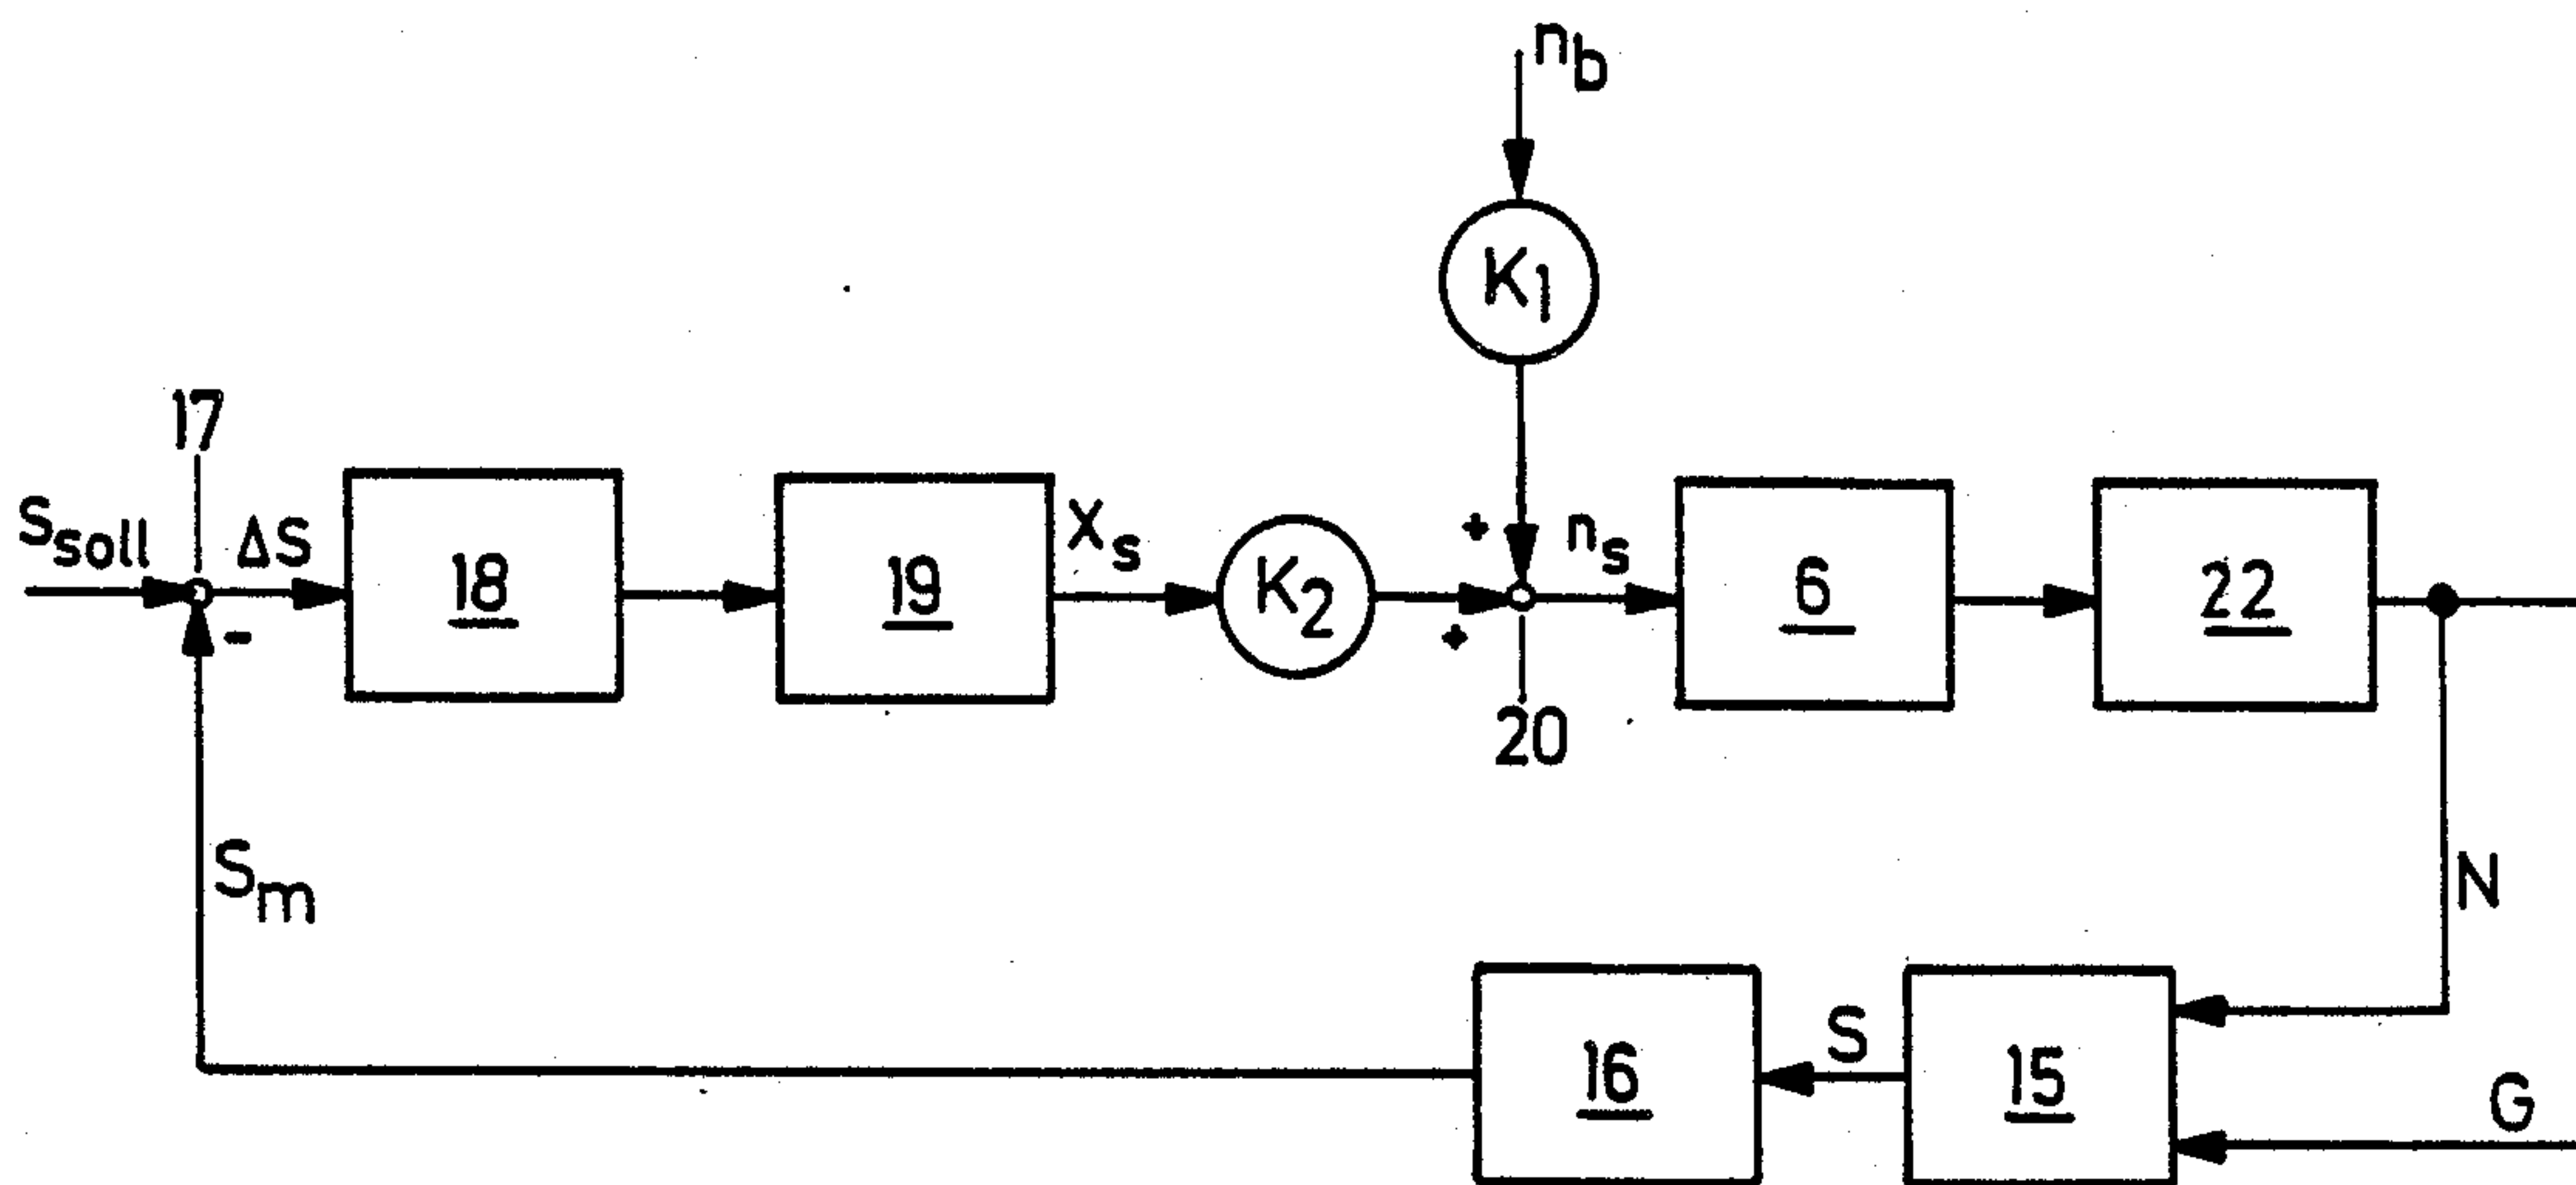 n_b
K_1
17
S_soll
ΔS
18
19
X_s
K_2
+
+
n_s
20
6
22
-
S_m
N
16
S
15
G